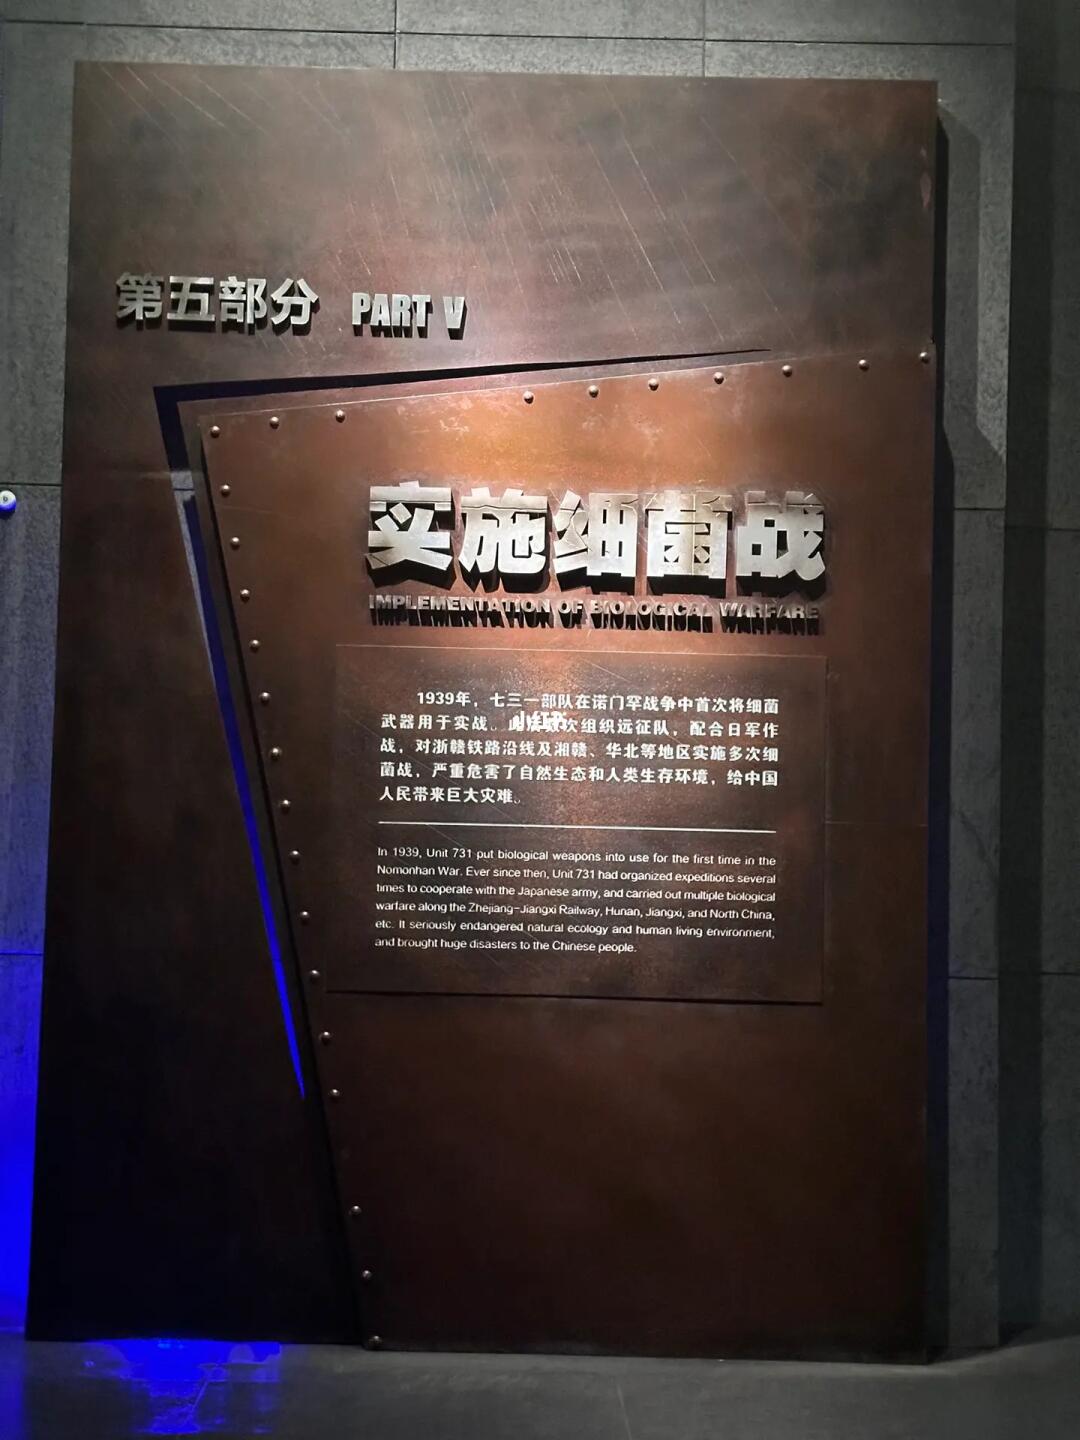 第五部分 PART V
实施细菌战
IMPLEMENTATION OF BIOLOGICAL WARFARE
1939年，七三一部队在诺门罕战争中首次将细菌
武器用于实战。此后数次组织远征队，配合日军作
战，对浙赣铁路沿线及湘赣、华北等地区实施多次细
菌战，严重危害了自然生态和人类生存环境，给中国
人民带来巨大灾难。
小红书
In 1939, Unit 731 put biological weapons into use for the first time in the
Nomonhan War. Ever since then, Unit 731 had organized expeditions several
times to cooperate with the Japanese army, and carried out multiple biological
warfare along the Zhejiang-Jiangxi Railway, Hunan, Jiangxi, and North China,
etc. It seriously endangered natural ecology and human living environment,
and brought huge disasters to the Chinese people.